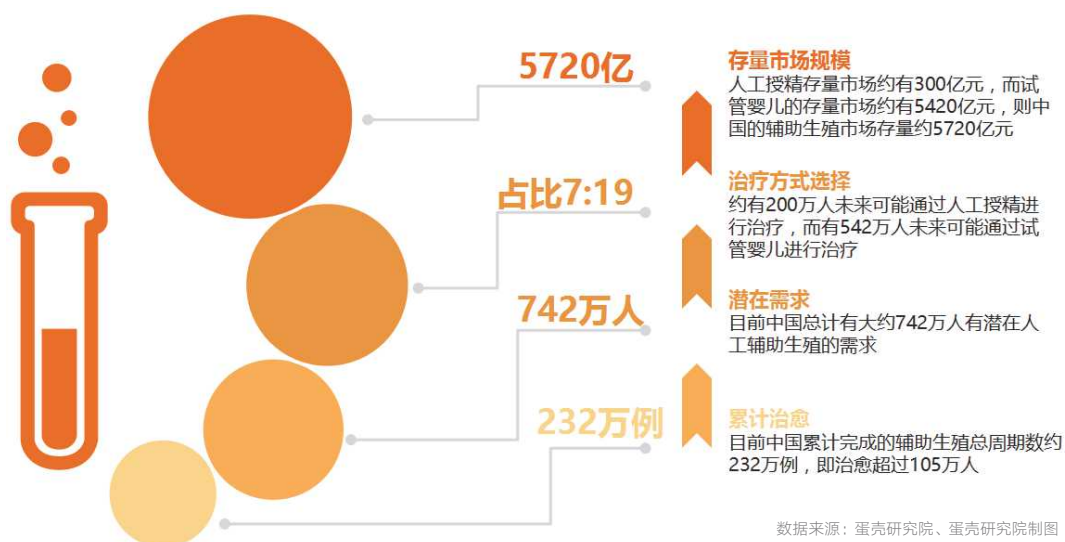 5720亿
存量市场规模
人工授精存量市场约有300亿元，而试
管婴儿的存量市场约有5420亿元，则中
国的辅助生殖市场存量约5720亿元
占比7:19
治疗方式选择
约有200万人未来可能通过人工授精进
行治疗，而有542万人未来可能通过试
管婴儿进行治疗
742万人
潜在需求
目前中国总计有大约742万人有潜在人
工辅助生殖的需求
232万例
累计治愈
目前中国累计完成的辅助生殖总周期数约
232万例，即治愈超过105万人
数据来源：蛋壳研究院、蛋壳研究院制图